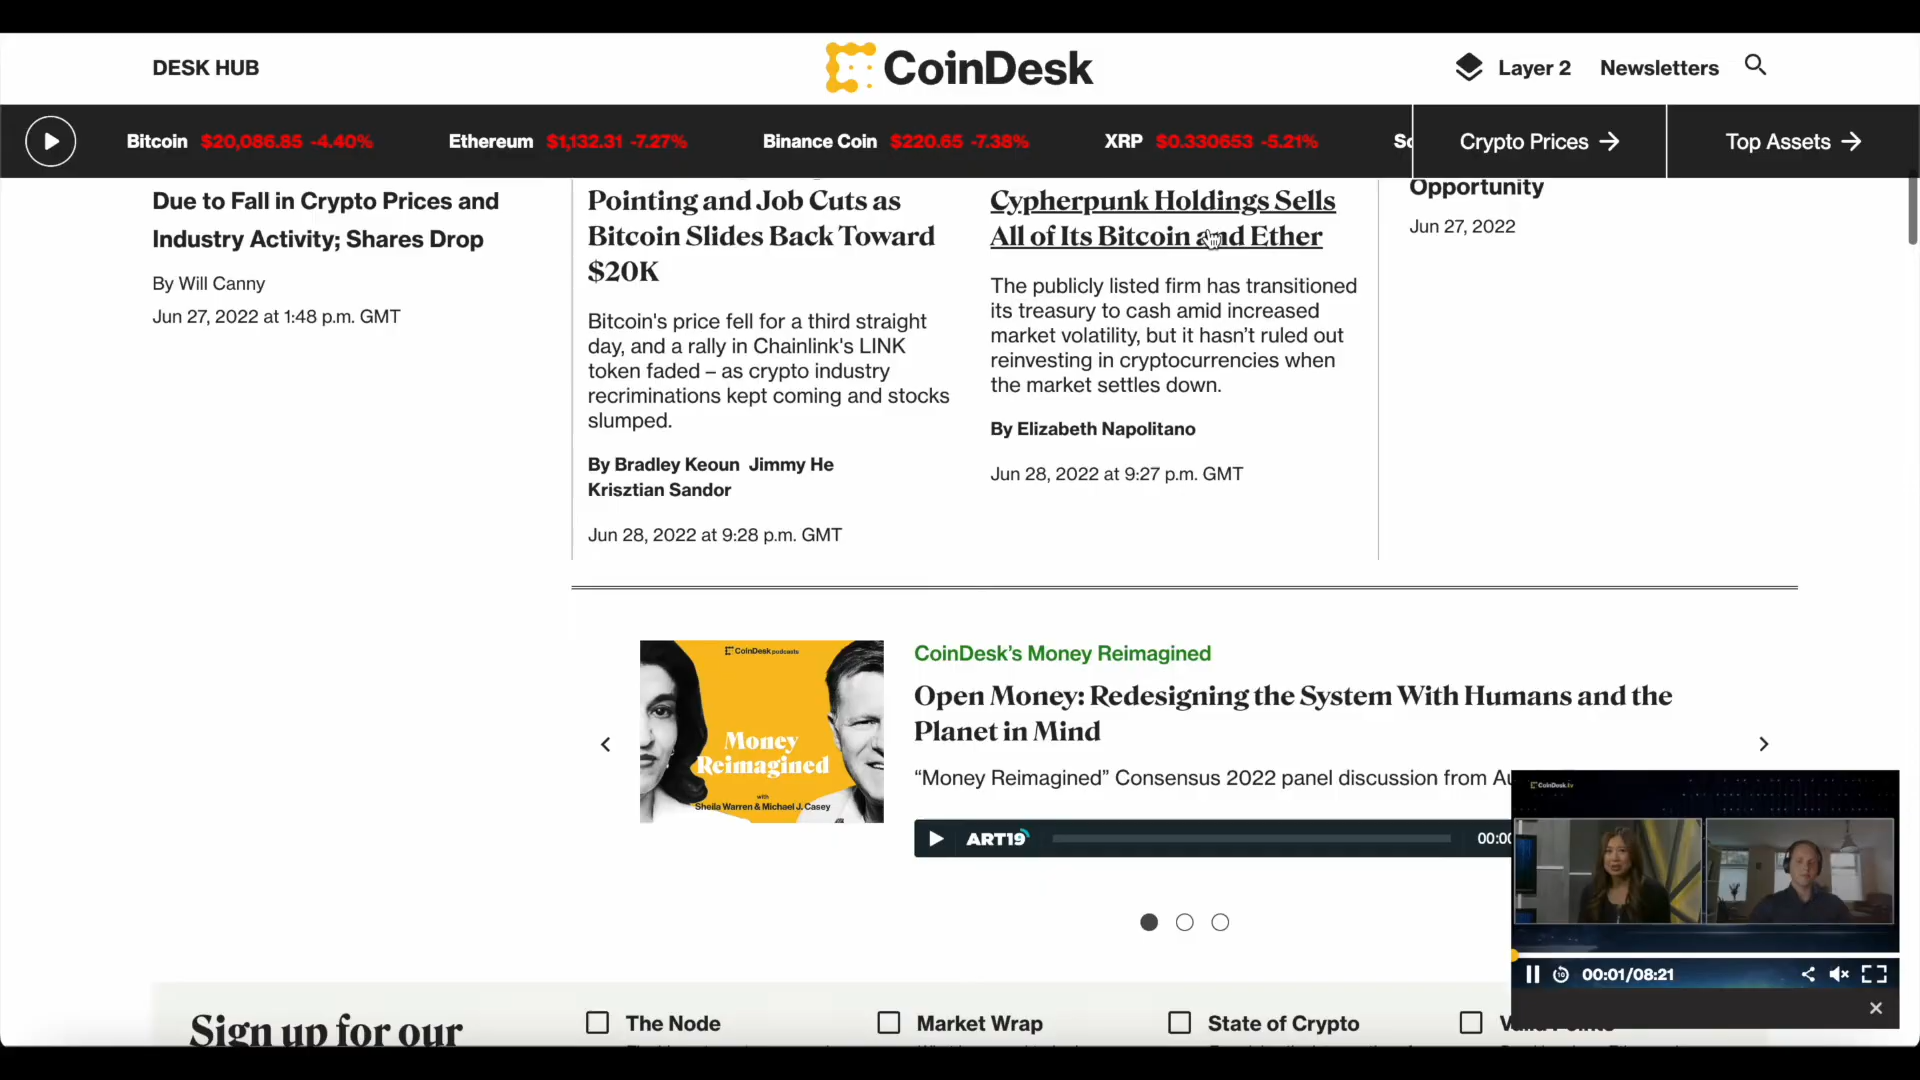 DESK HUB
CoinDesk
Layer 2
Newsletters
Bitcoin $20,086.85 -4.40%
Ethereum $1,132.31 -7.27%
Binance Coin $220.65 -7.38%
XRP $0.330653 -5.21%
Crypto Prices
Top Assets
Due to Fall in Crypto Prices and
Industry Activity; Shares Drop
By Will Canny
Jun 27, 2022 at 1:48 p.m. GMT
Pointing and Job Cuts as
Bitcoin Slides Back Toward
$20K
Bitcoin's price fell for a third straight
day, and a rally in Chainlink's LINK
token faded – as crypto industry
recriminations kept coming and stocks
slumped.
By Bradley Keoun Jimmy He
Krisztian Sandor
Jun 28, 2022 at 9:28 p.m. GMT
Cypherpunk Holdings Sells
All of Its Bitcoin and Ether
The publicly listed firm has transitioned
its treasury to cash amid increased
market volatility, but it hasn’t ruled out
reinvesting in cryptocurrencies when
the market settles down.
By Elizabeth Napolitano
Jun 28, 2022 at 9:27 p.m. GMT
Opportunity
Jun 27, 2022
CoinDesk podcasts
Money
Reimagined
with
Sheila Warren & Michael J. Casey
CoinDesk’s Money Reimagined
Open Money: Redesigning the System With Humans and the
Planet in Mind
“Money Reimagined” Consensus 2022 panel discussion from
ART19
CoinDesk.tv
10
00:01/08:21
Sign up for our
The Node
Market Wrap
State of Crypto